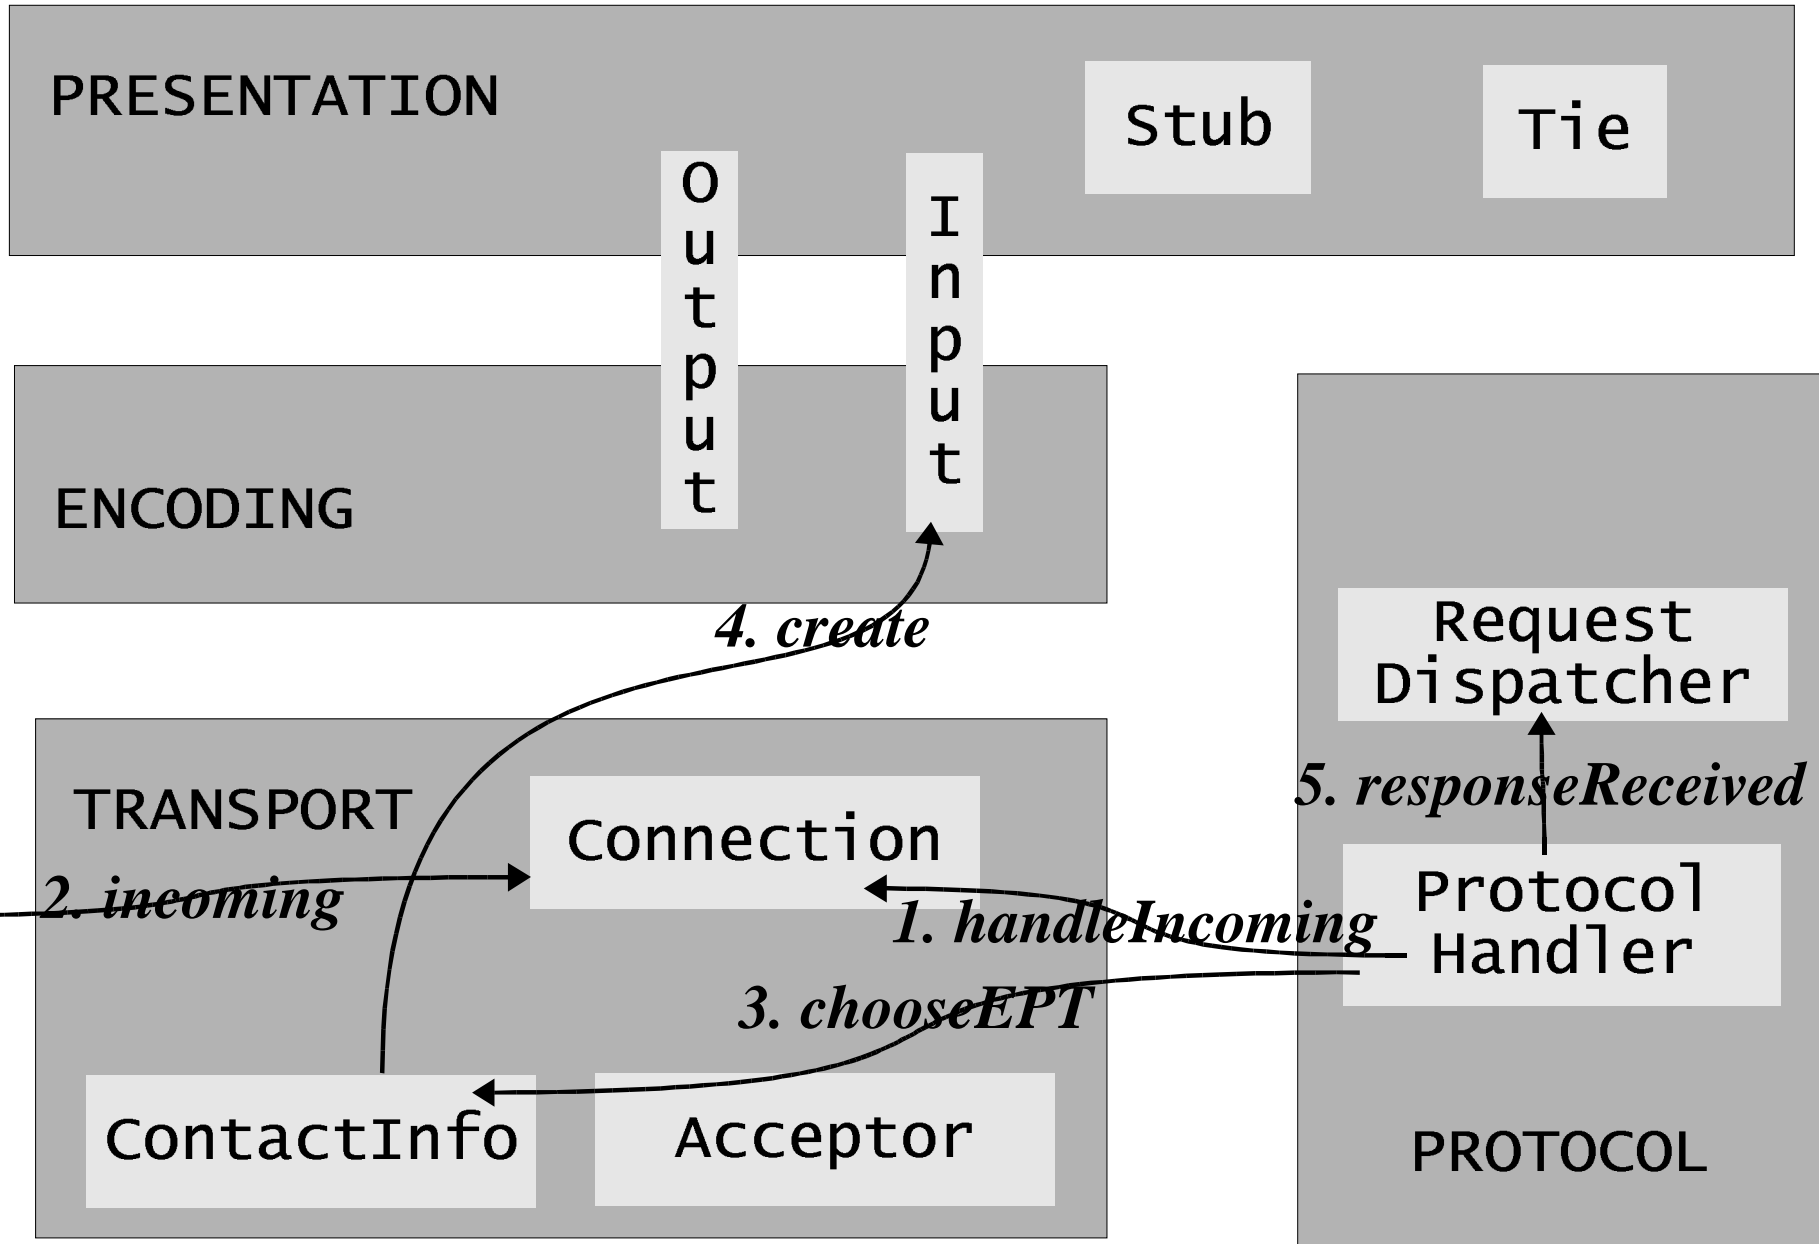 PRESENTATION
Stub
Tie
Output
Input
ENCODING
4. create
Request
Dispatcher
5. responseReceived
TRANSPORT
Connection
2. incoming
1. handleIncoming
Protocol
Handler
3. chooseEPT
ContactInfo
Acceptor
PROTOCOL